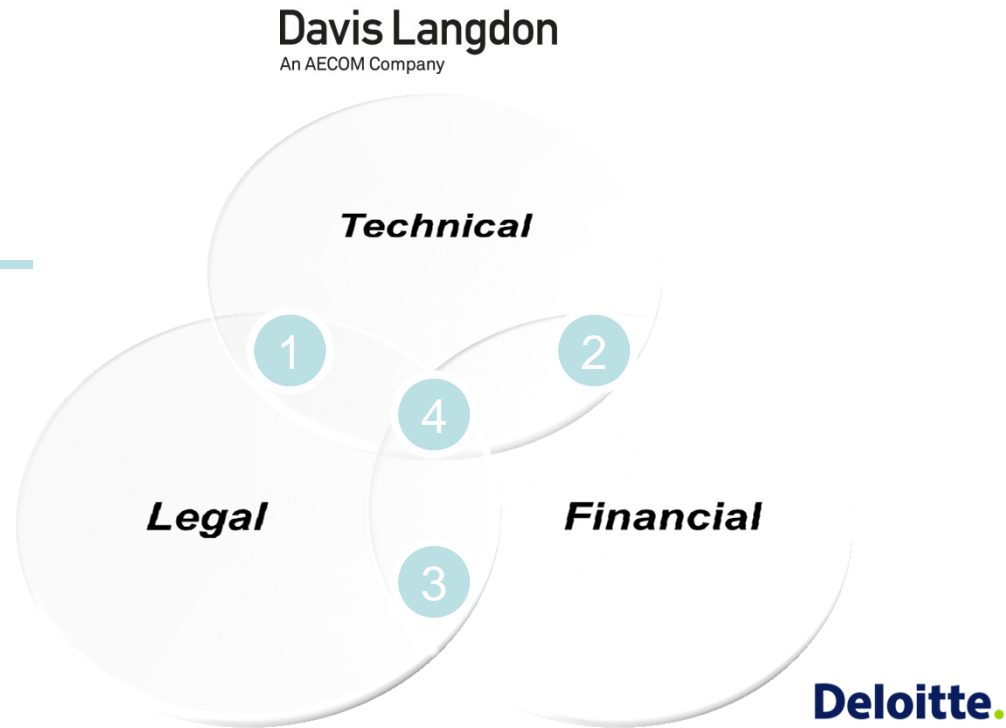 Davis Langdon
An AECOM Company
Technical
1
2
4
Legal
Financial
3
Deloitte.